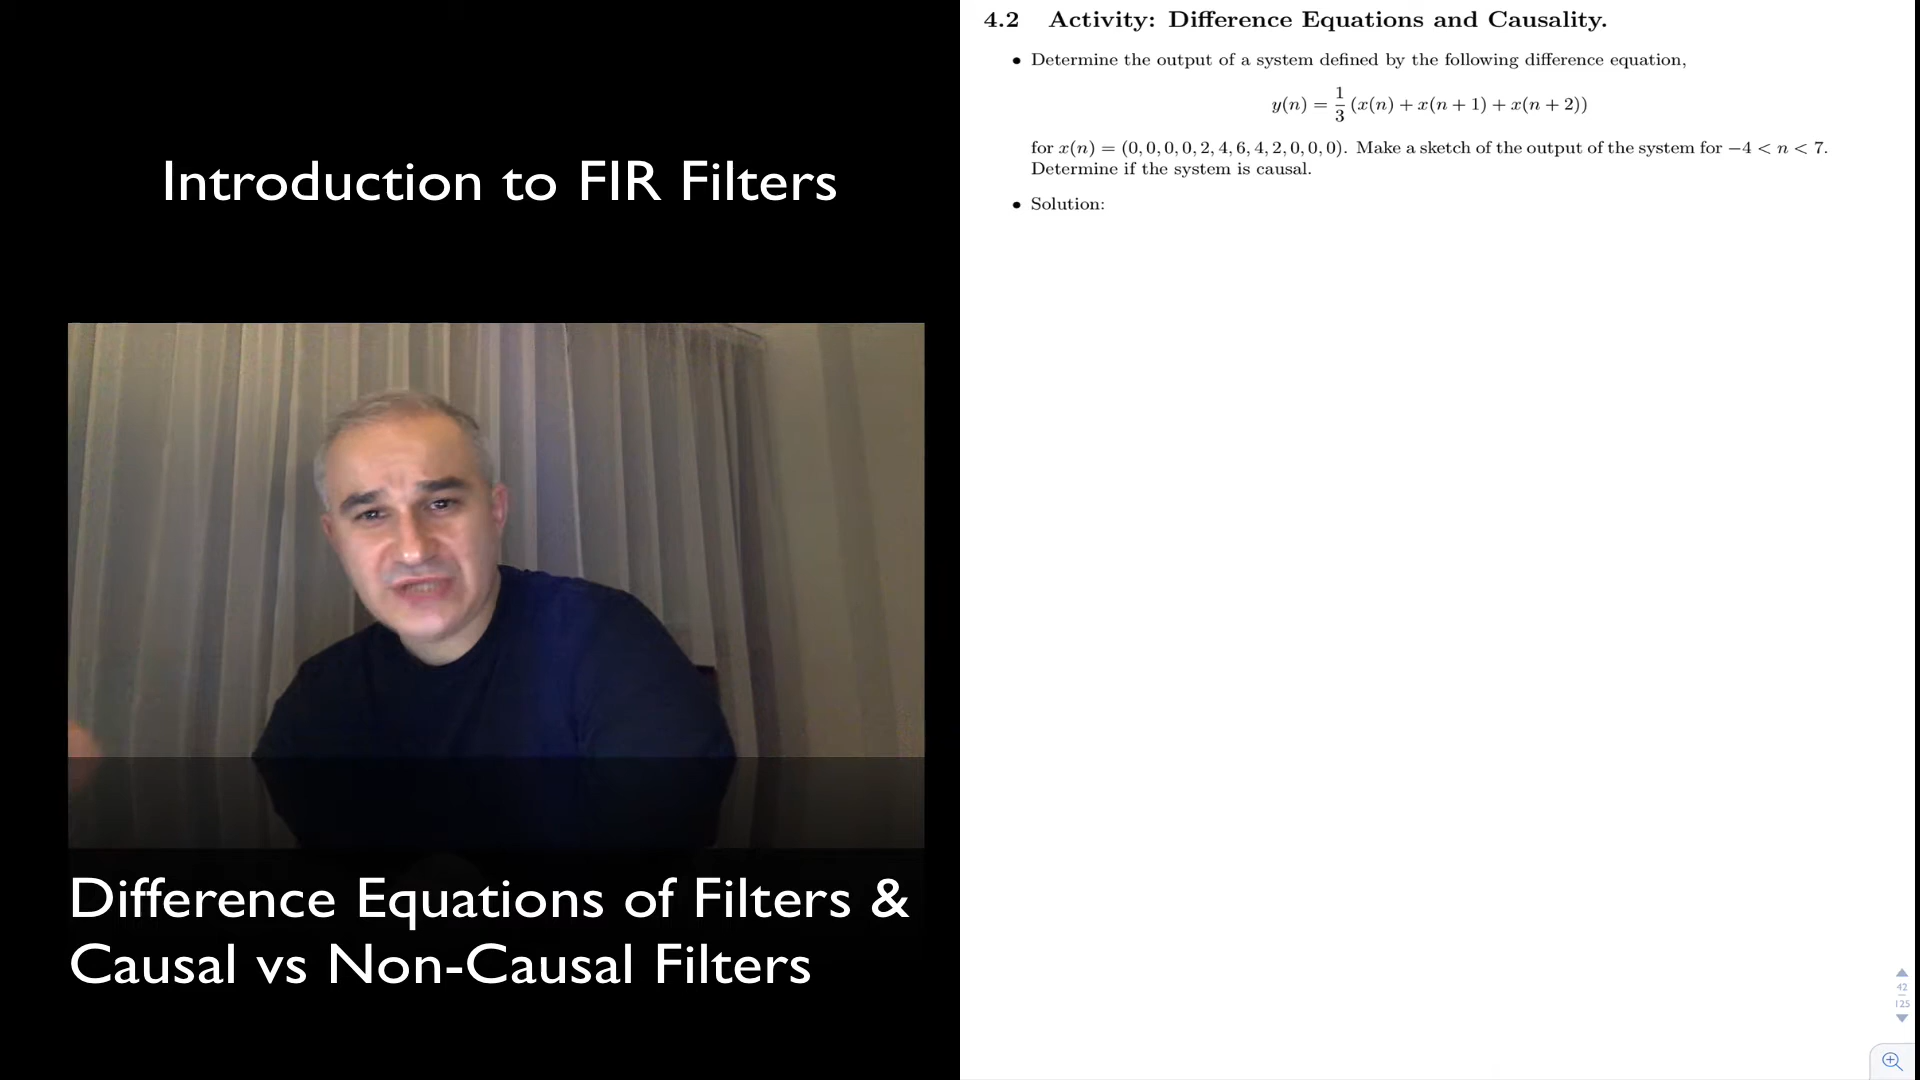 Introduction to FIR Filters
Difference Equations of Filters &
Causal vs Non-Causal Filters
4.2 Activity: Difference Equations and Causality.
• Determine the output of a system defined by the following difference equation,
y(n) = 1/3 (x(n) + x(n + 1) + x(n + 2))
for x(n) = (0, 0, 0, 0, 2, 4, 6, 4, 2, 0, 0, 0). Make a sketch of the output of the system for −4 < n < 7.
Determine if the system is causal.
• Solution:
42
125